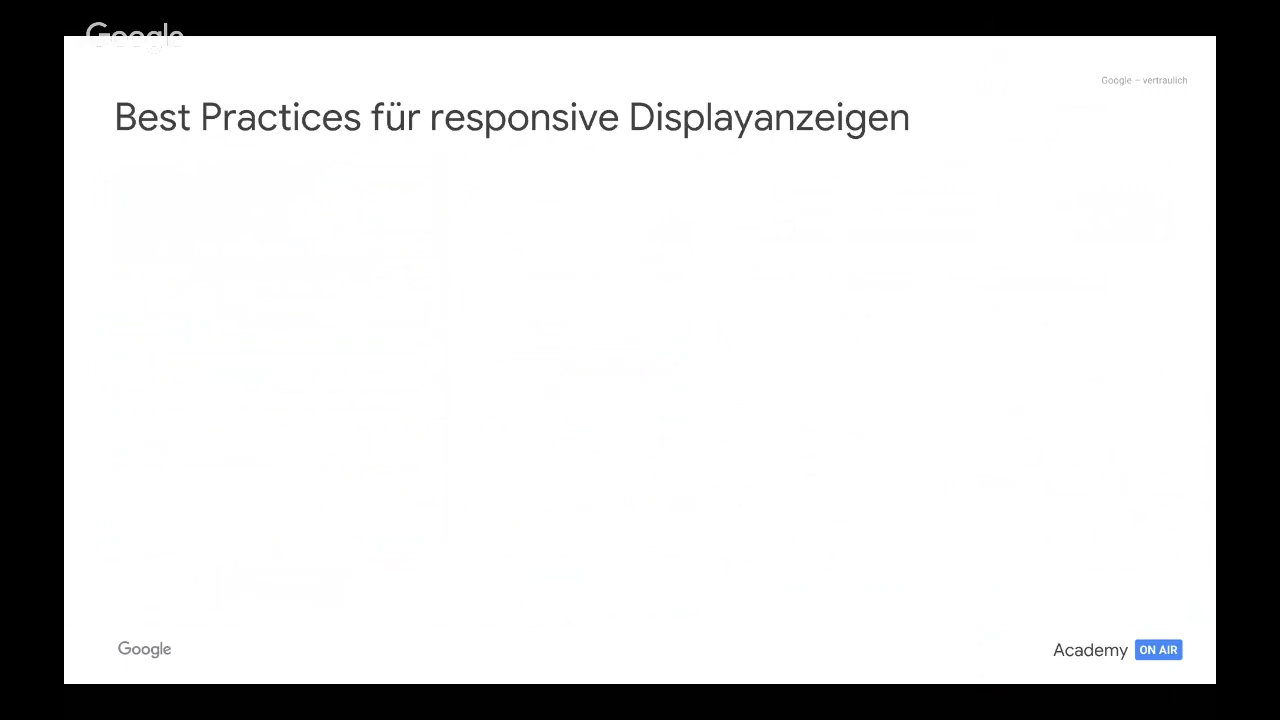 Google
Google – vertraulich
Best Practices für responsive Displayanzeigen
Google
Academy ON AIR